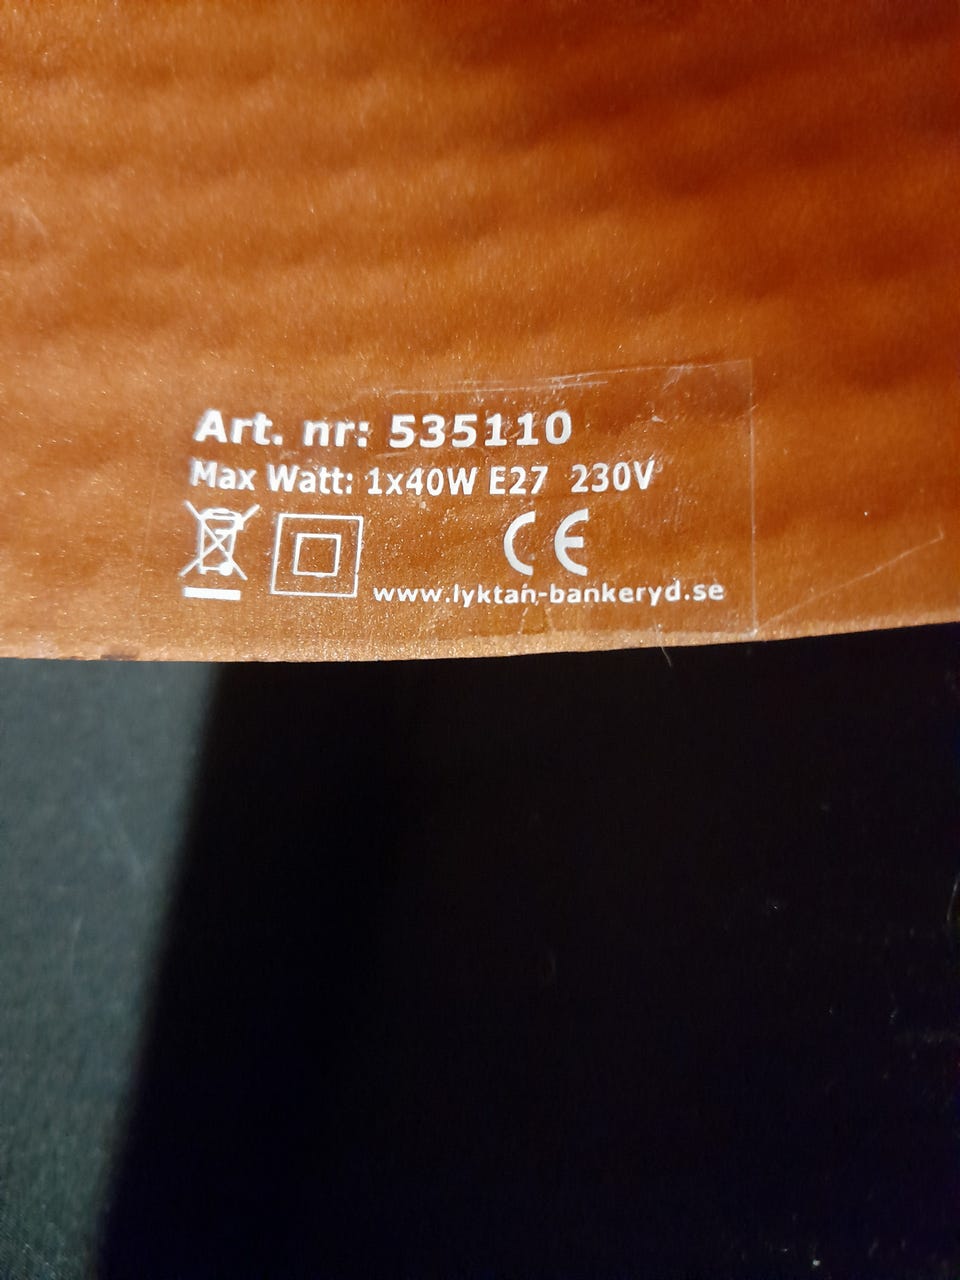 Art. nr: 535110
Max Watt: 1x40W E27 230V
CE
www.lyktan-bankeryd.se